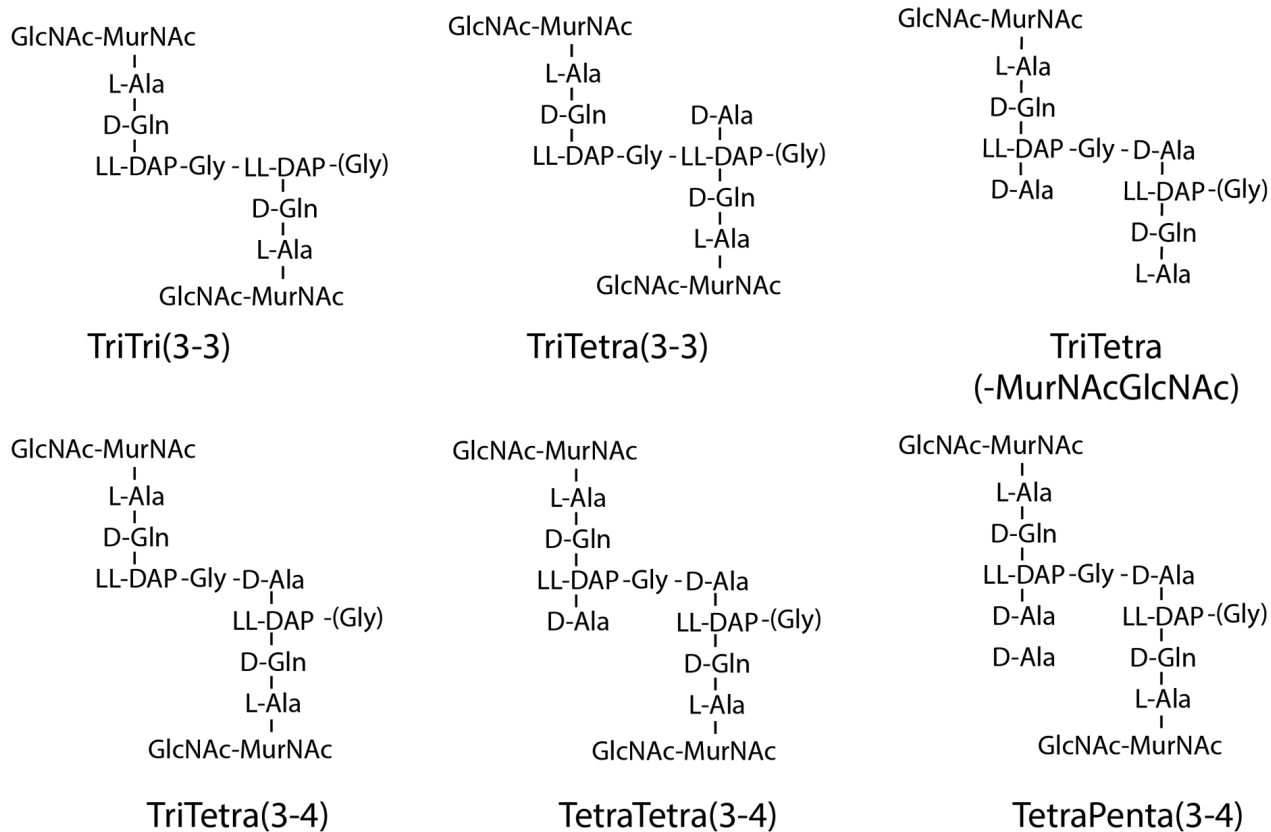 GlcNAc-MurNAc
L-Ala
D-Gln
LL-DAP-Gly -LL-DAP-(Gly)
D-Gln
L-Ala
GlcNAc-MurNAc
TriTri(3-3)
GlcNAc-MurNAc
L-Ala
D-Gln D-Ala
LL-DAP-Gly -LL-DAP-(Gly)
D-Gln
L-Ala
GlcNAc-MurNAc
TriTetra(3-3)
GlcNAc-MurNAc
L-Ala
D-Gln
LL-DAP -Gly -D-Ala
D-Ala LL-DAP-(Gly)
D-Gln
L-Ala
TriTetra
(-MurNAcGlcNAc)
GlcNAc-MurNAc
L-Ala
D-Gln
LL-DAP-Gly -D-Ala
LL-DAP -(Gly)
D-Gln
L-Ala
GlcNAc-MurNAc
TriTetra(3-4)
GlcNAc-MurNAc
L-Ala
D-Gln
LL-DAP-Gly -D-Ala
D-Ala LL-DAP-(Gly)
D-Gln
L-Ala
GlcNAc-MurNAc
TetraTetra(3-4)
GlcNAc-MurNAc
L-Ala
D-Gln
LL-DAP-Gly -D-Ala
D-Ala LL-DAP-(Gly)
D-Ala D-Gln
L-Ala
GlcNAc-MurNAc
TetraPenta(3-4)